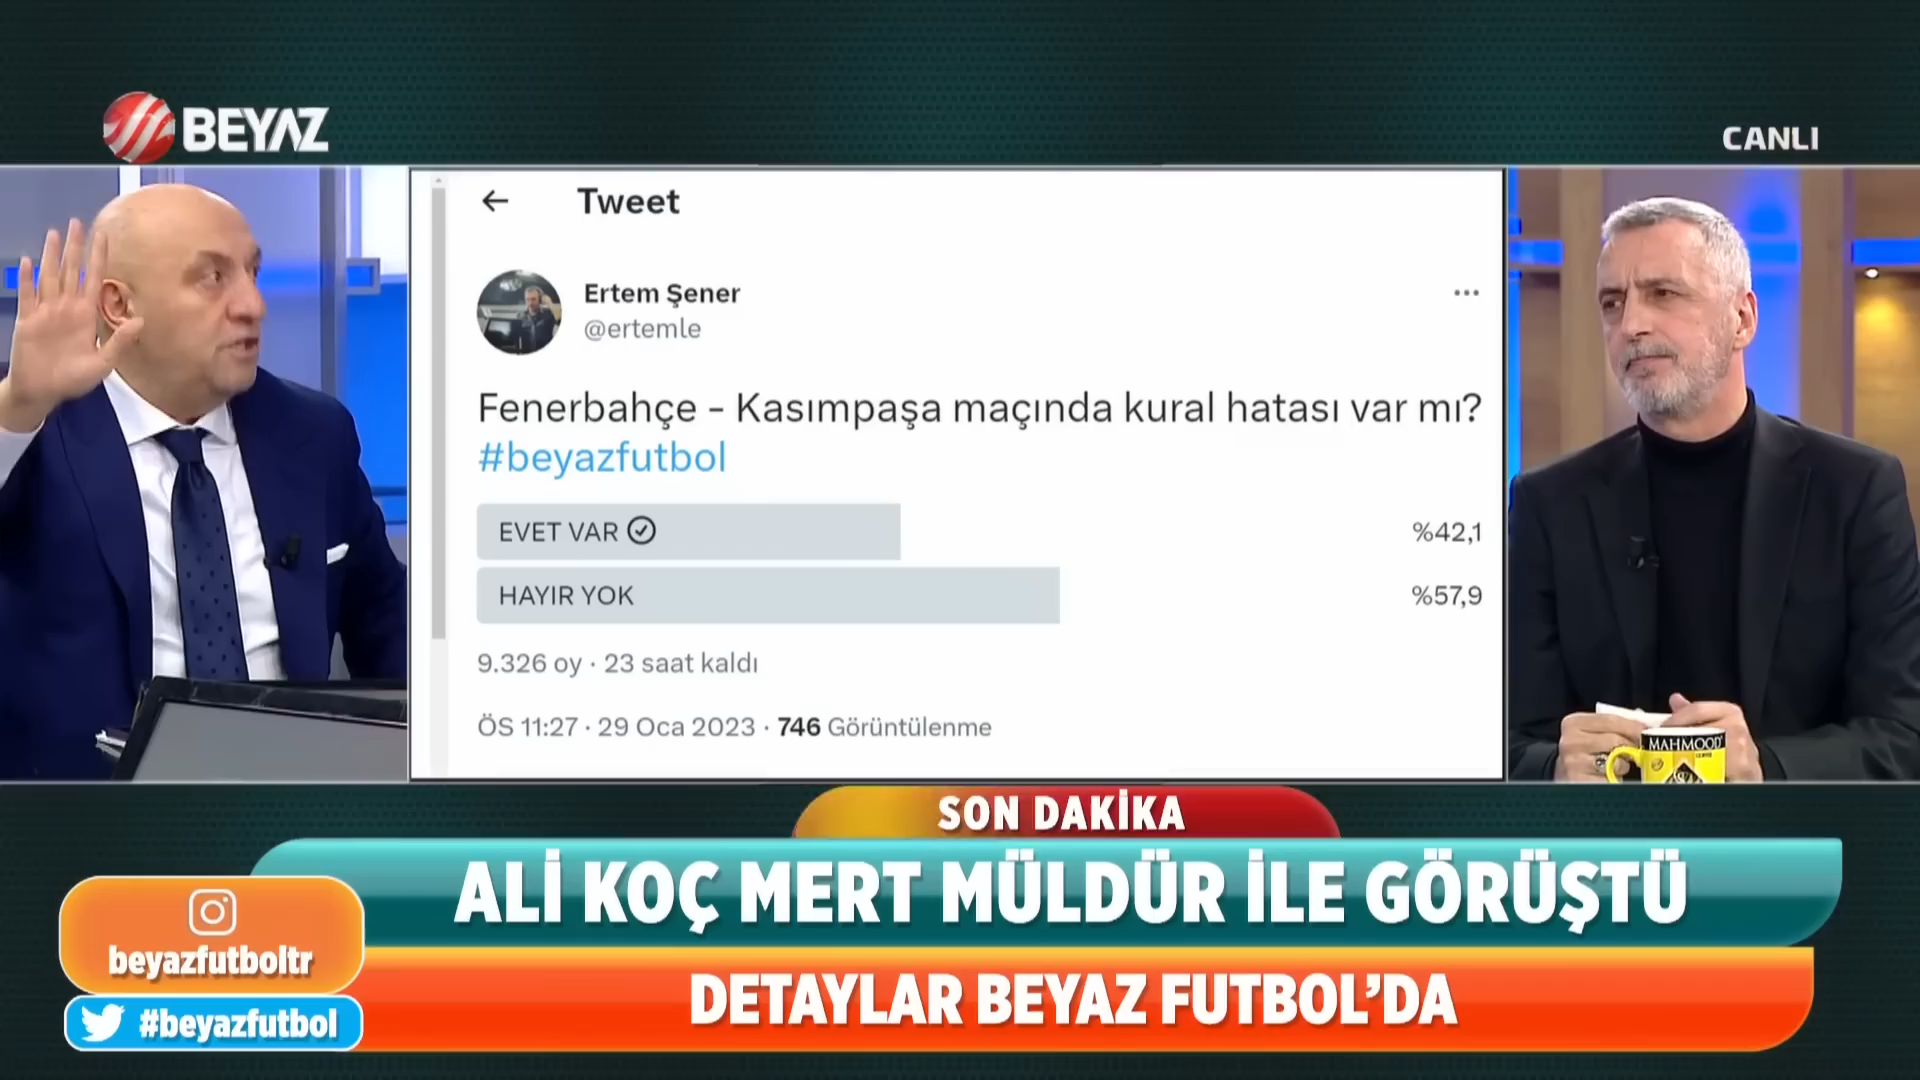 BEYAZ
CANLI
Tweet
Ertem Şener
@ertemle
Fenerbahçe - Kasımpaşa maçında kural hatası var mı?
#beyazfutbol
EVET VAR
%42,1
HAYIR YOK
%57,9
9.326 oy · 23 saat kaldı
ÖS 11:27 · 29 Oca 2023 · 746 Görüntülenme
MAHMOOD
SON DAKİKA
ALİ KOÇ MERT MÜLDÜR İLE GÖRÜŞTÜ
beyazfutboltr
DETAYLAR BEYAZ FUTBOL'DA
#beyazfutbol